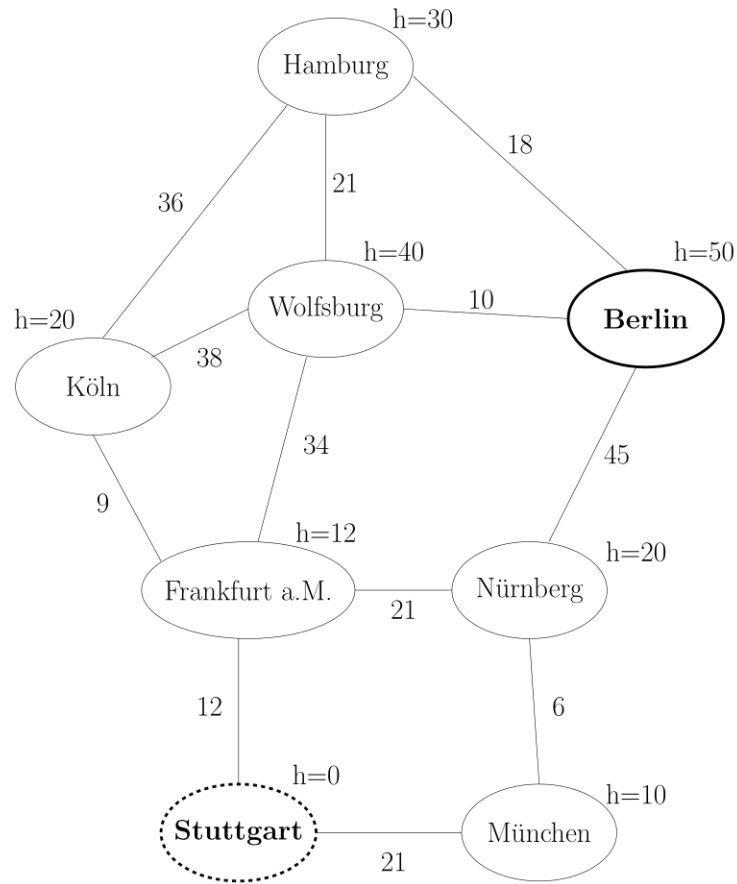 h=30
Hamburg
18
36
21
h=40
h=50
Wolfsburg
10
Berlin
h=20
38
Köln
34
45
9
h=12
h=20
Frankfurt a.M.
Nürnberg
21
12
6
h=0
h=10
Stuttgart
München
21